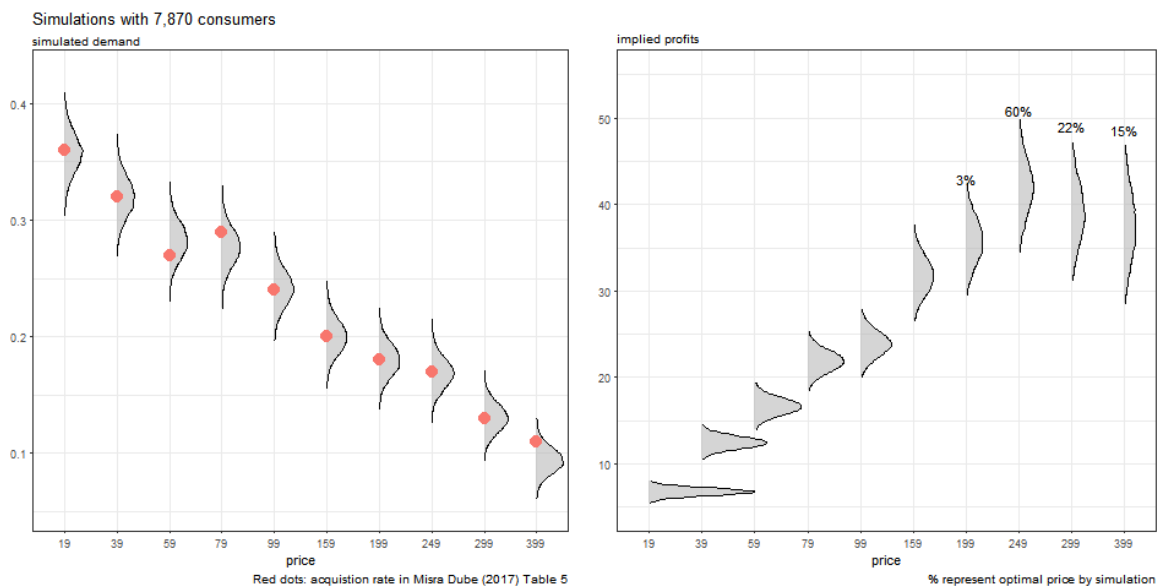 Simulations with 7,870 consumers
simulated demand
0.4
0.3
0.2
0.1
19 39 59 79 99 159 199 249 299 399
price
Red dots: acquistion rate in Misra Dube (2017) Table 5
implied profits
50
40
30
20
10
60%
22%
15%
3%
19 39 59 79 99 159 199 249 299 399
price
% represent optimal price by simulation